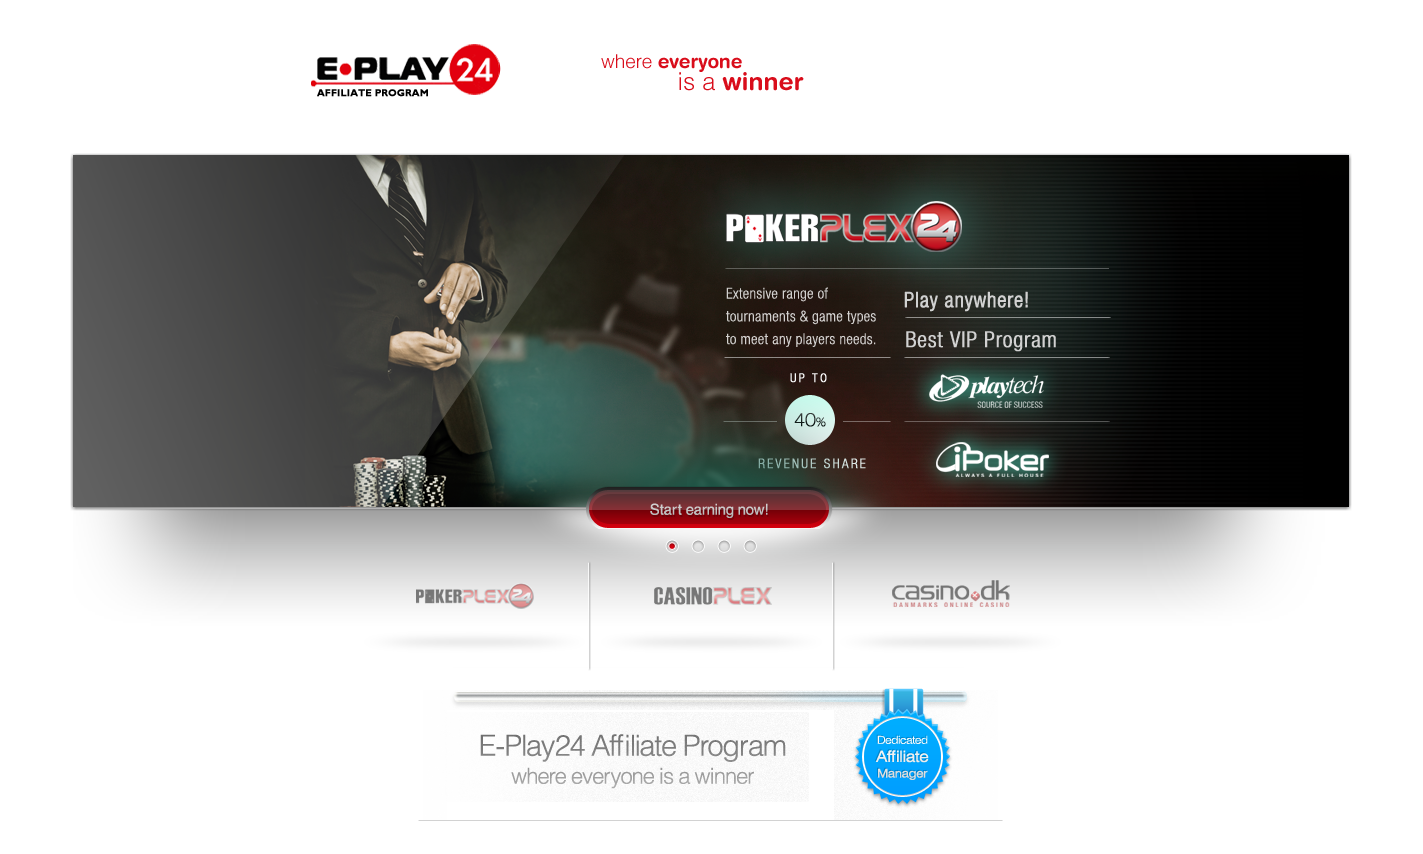 E•PLAY 24
AFFILIATE PROGRAM
where everyone
is a winner
POKERPLEX24
Extensive range of
tournaments & game types
to meet any players needs.
Play anywhere!
Best VIP Program
UP TO
40%
REVENUE SHARE
playtech
SOURCE OF SUCCESS
iPoker
ALWAYS A FULL HOUSE
Start earning now!
POKERPLEX24
CASINOPLEX
casino.dk
DANMARKS ONLINE CASINO
E-Play24 Affiliate Program
where everyone is a winner
Dedicated
Affiliate
Manager